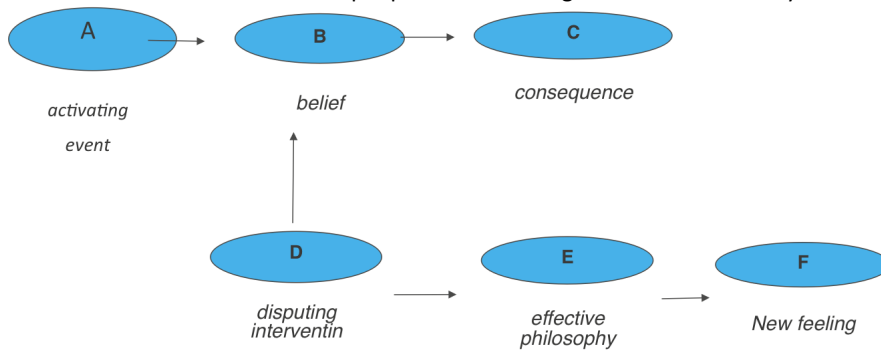 A
B
C
activating
event
belief
consequence
D
E
F
disputing
interventin
effective
philosophy
New feeling